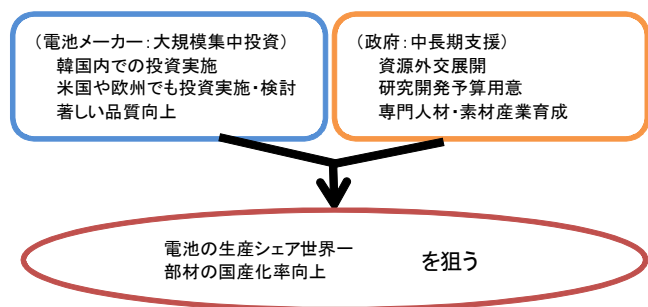 （電池メーカー：大規模集中投資）
韓国内での投資実施
米国や欧州でも投資実施・検討
著しい品質向上
（政府：中長期支援）
資源外交展開
研究開発予算用意
専門人材・素材産業育成
電池の生産シェア世界一
部材の国産化率向上
を狙う